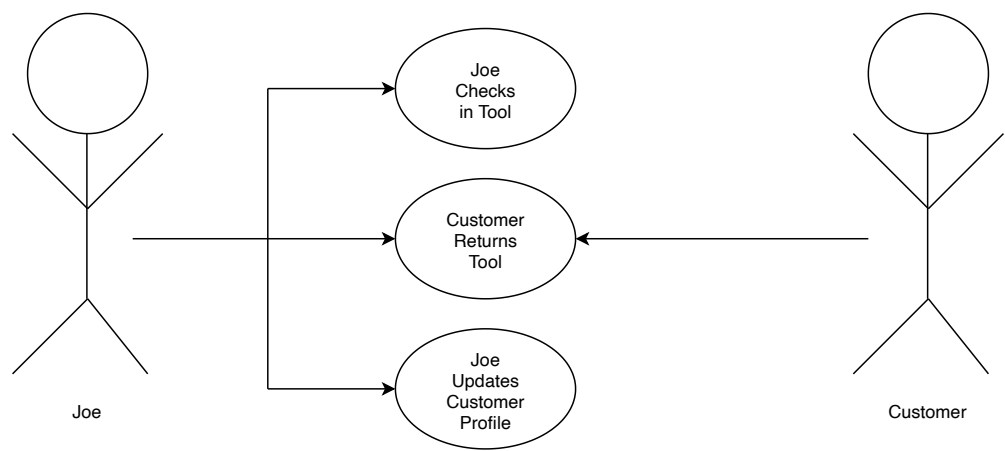 Joe
Checks
in Tool
Customer
Returns
Tool
Joe
Updates
Customer
Profile
Joe
Customer